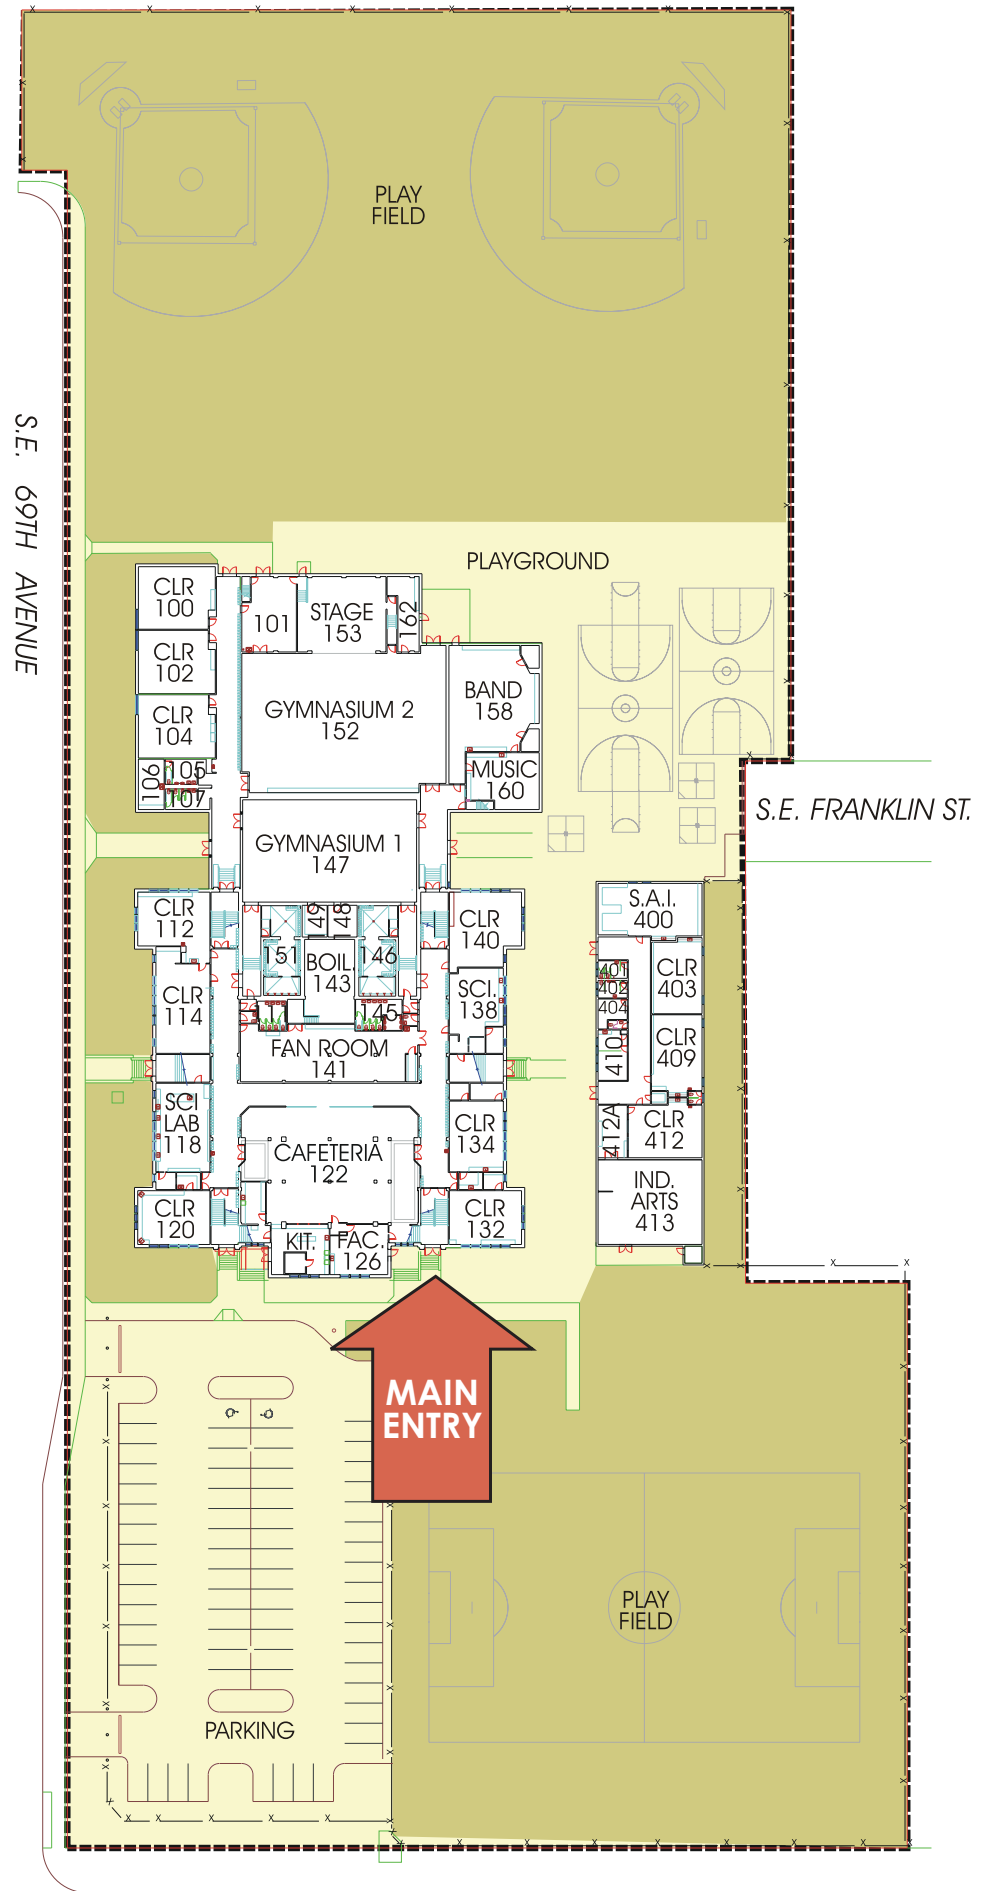 PLAY
FIELD
S.E. 69TH AVENUE
PLAYGROUND
CLR
100
101
STAGE
153
162
CLR
102
BAND
158
GYMNASIUM 2
152
CLR
104
106
105
107
MUSIC
160
S.E. FRANKLIN ST.
GYMNASIUM 1
147
CLR
112
49
48
CLR
140
S.A.I.
400
151
BOIL.
143
146
CLR
114
SCI.
138
401
402
404
CLR
403
145
FAN ROOM
141
410
CLR
409
SCI
LAB
118
CLR
134
412A
CLR
412
CAFETERIA
122
CLR
120
CLR
132
IND.
ARTS
413
KIT.
FAC.
126
MAIN
ENTRY
PLAY
FIELD
PARKING